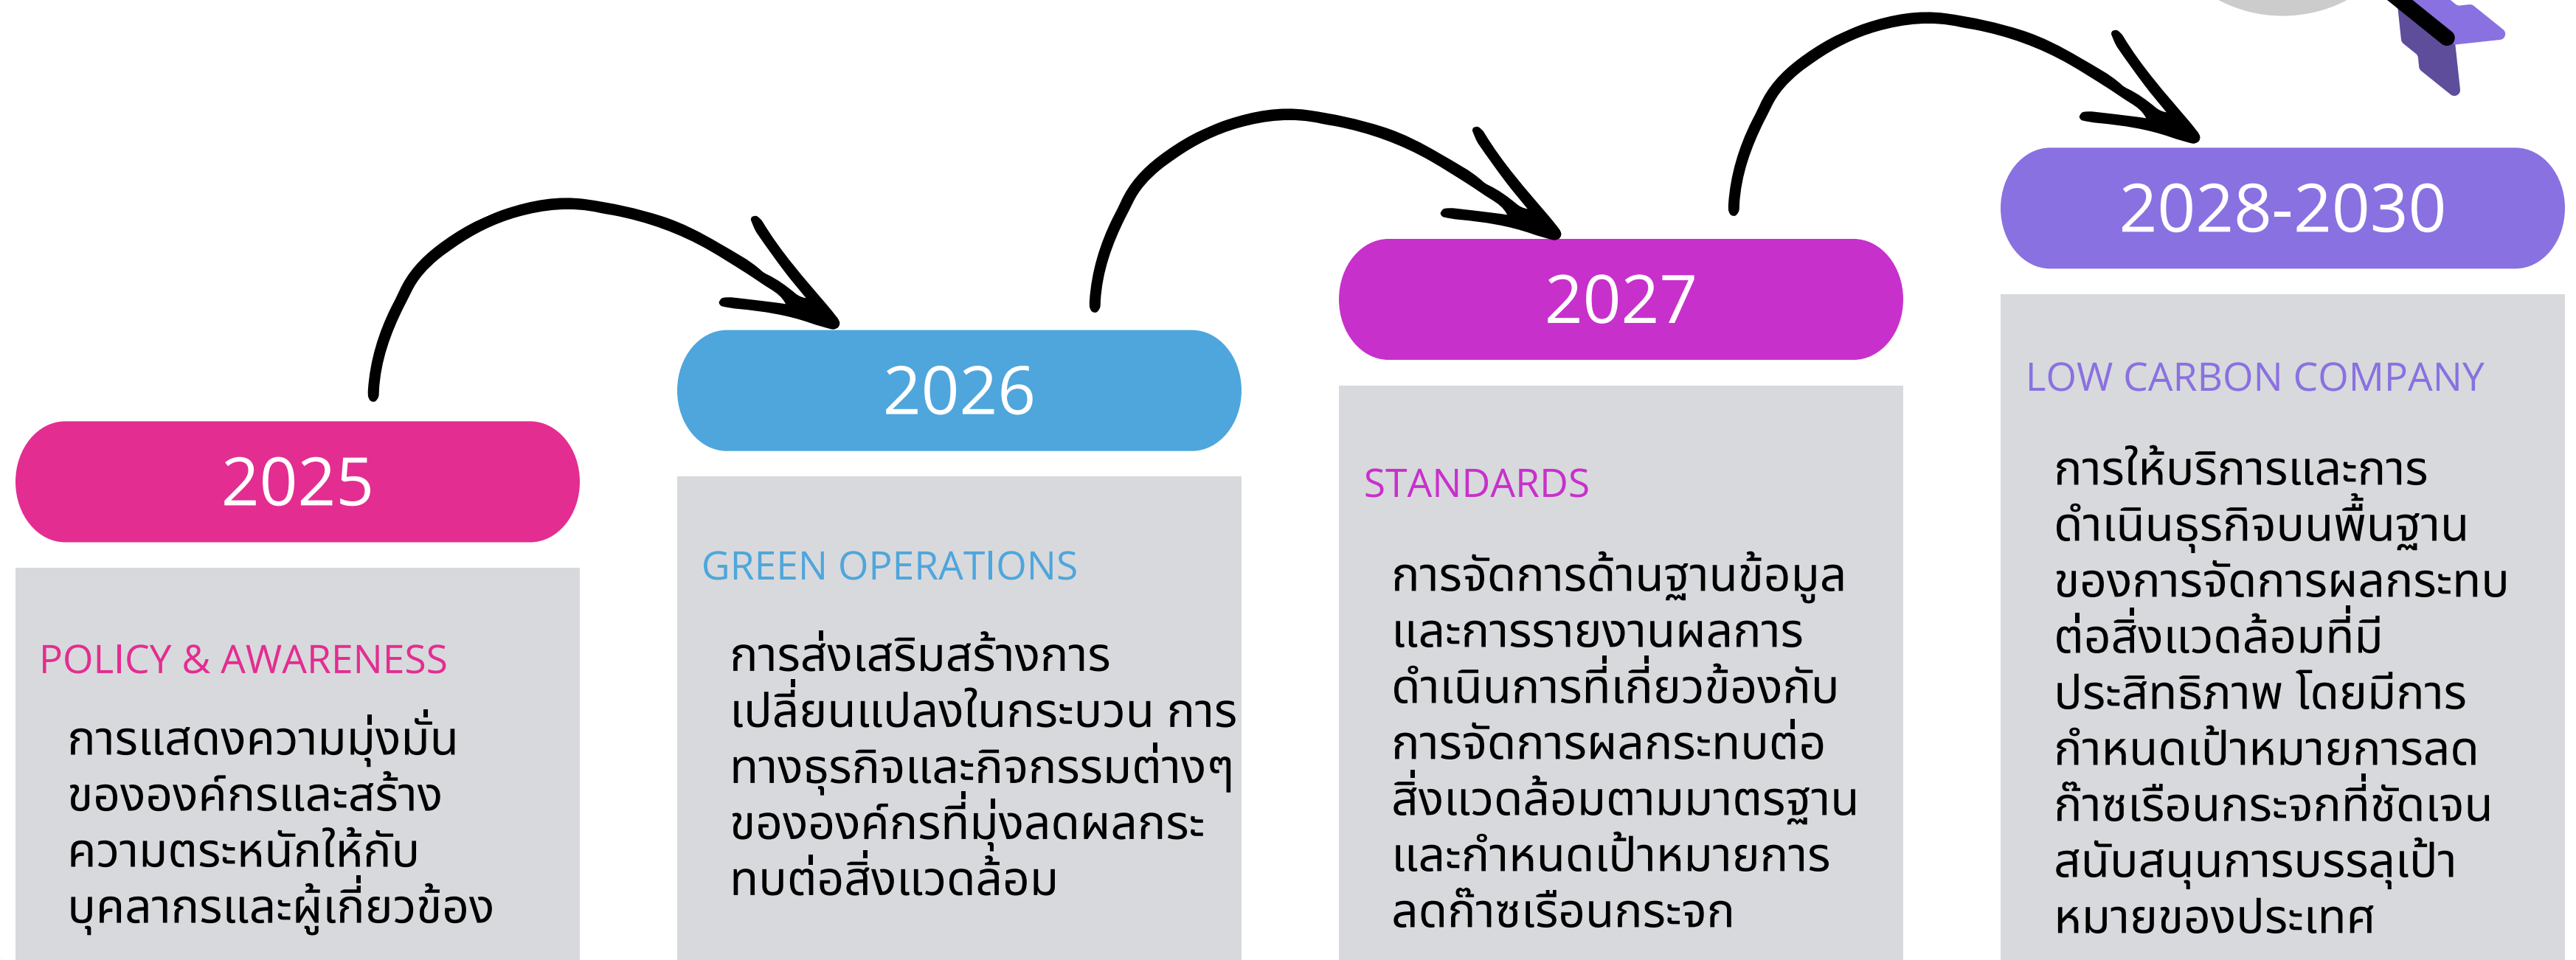 2025
POLICY & AWARENESS
การแสดงความมุ่งมั่น
ขององค์กรและสร้าง
ความตระหนักให้กับ
บุคลากรและผู้เกี่ยวข้อง
2026
GREEN OPERATIONS
การส่งเสริมสร้างการ
เปลี่ยนแปลงในกระบวน การ
ทางธุรกิจและกิจกรรมต่างๆ
ขององค์กรที่มุ่งลดผลกระ
ทบต่อสิ่งแวดล้อม
2027
STANDARDS
การจัดการด้านฐานข้อมูล
และการรายงานผลการ
ดำเนินการที่เกี่ยวข้องกับ
การจัดการผลกระทบต่อ
สิ่งแวดล้อมตามมาตรฐาน
และกำหนดเป้าหมายการ
ลดก๊าซเรือนกระจก
2028-2030
LOW CARBON COMPANY
การให้บริการและการ
ดำเนินธุรกิจบนพื้นฐาน
ของการจัดการผลกระทบ
ต่อสิ่งแวดล้อมที่มี
ประสิทธิภาพ โดยมีการ
กำหนดเป้าหมายการลด
ก๊าซเรือนกระจกที่ชัดเจน
สนับสนุนการบรรลุเป้า
หมายของประเทศ